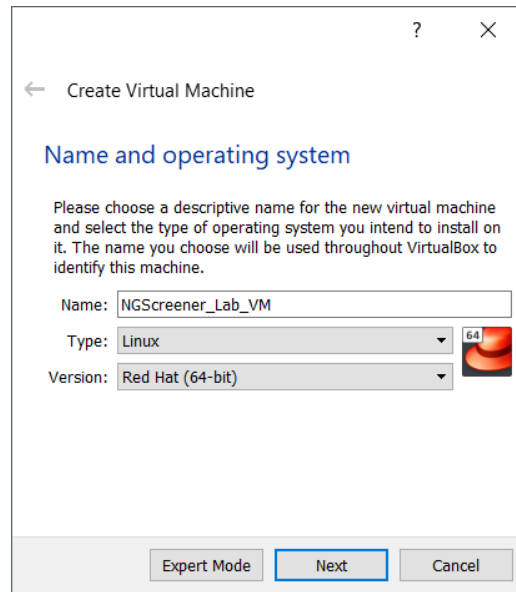 ?
Create Virtual Machine
Name and operating system
Please choose a descriptive name for the new virtual machine
and select the type of operating system you intend to install on
it. The name you choose will be used throughout VirtualBox to
identify this machine.
Name: NGScreener_Lab_VM
Type: Linux
64
Version: Red Hat (64-bit)
Expert Mode Next Cancel